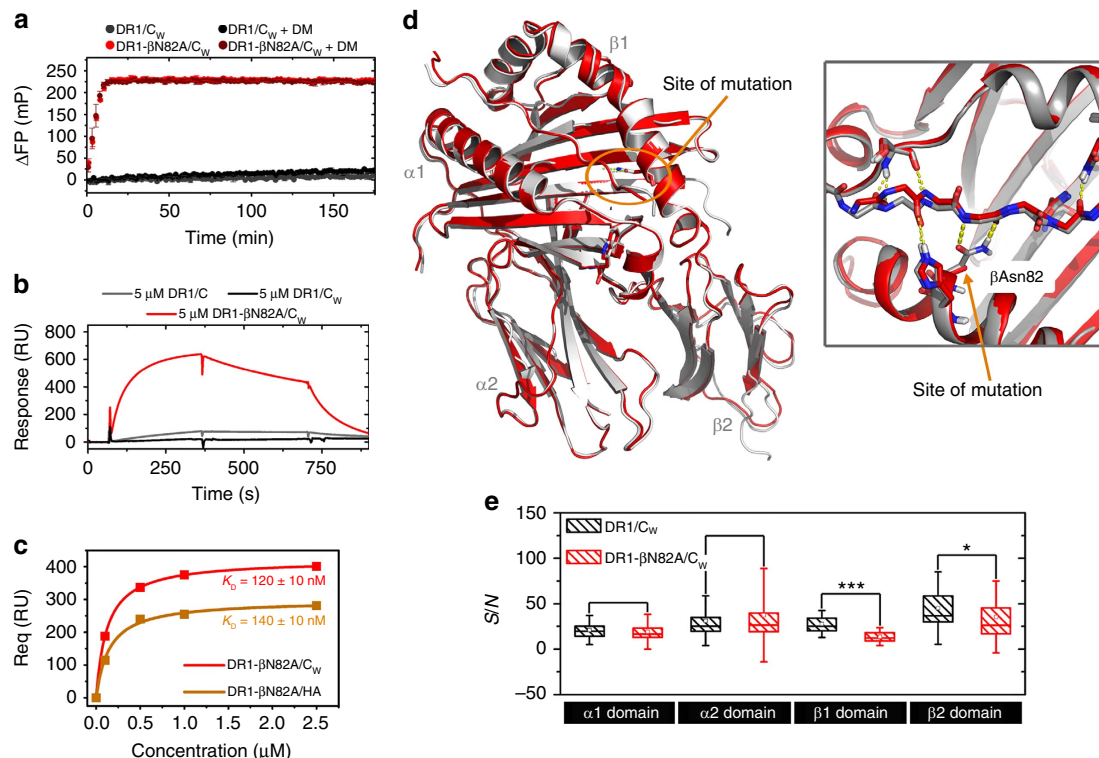 a
DR1/CW
DR1/CW + DM
DR1-βN82A/CW
DR1-βN82A/CW + DM
ΔFP (mP)
250
200
150
100
50
0
0
50
100
150
Time (min)
b
5 μM DR1/C
5 μM DR1/CW
5 μM DR1-βN82A/CW
Response (RU)
800
600
400
200
0
0
250
500
750
Time (s)
c
Req (RU)
400
300
200
100
0
KD = 120 ± 10 nM
KD = 140 ± 10 nM
DR1-βN82A/CW
DR1-βN82A/HA
0.0
0.5
1.0
1.5
2.0
2.5
Concentration (μM)
d
β1
Site of mutation
α1
α2
β2
βAsn82
Site of mutation
e
S/N
150
100
50
0
−50
DR1/CW
DR1-βN82A/CW
***
*
α1 domain
α2 domain
β1 domain
β2 domain